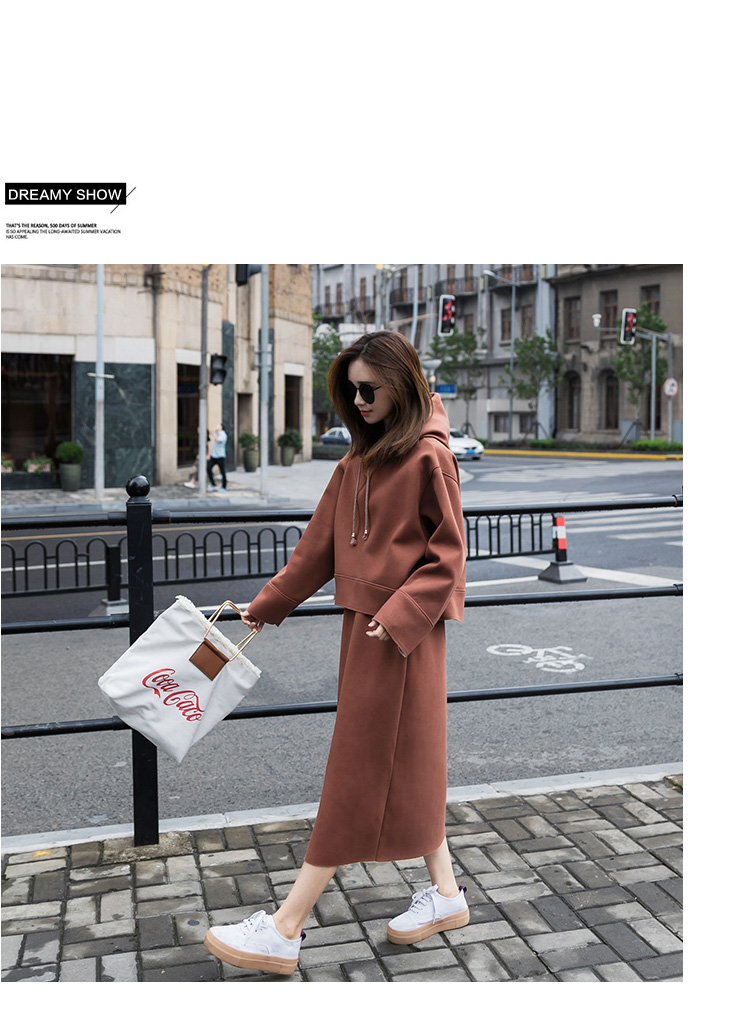 DREAMY SHOW
THAT'S THE REASON, 500 DAYS OF SUMMER
IS SO APPEALING THE LONG-AWAITED SUMMER VACATION
HAS COME.
Coca Caco